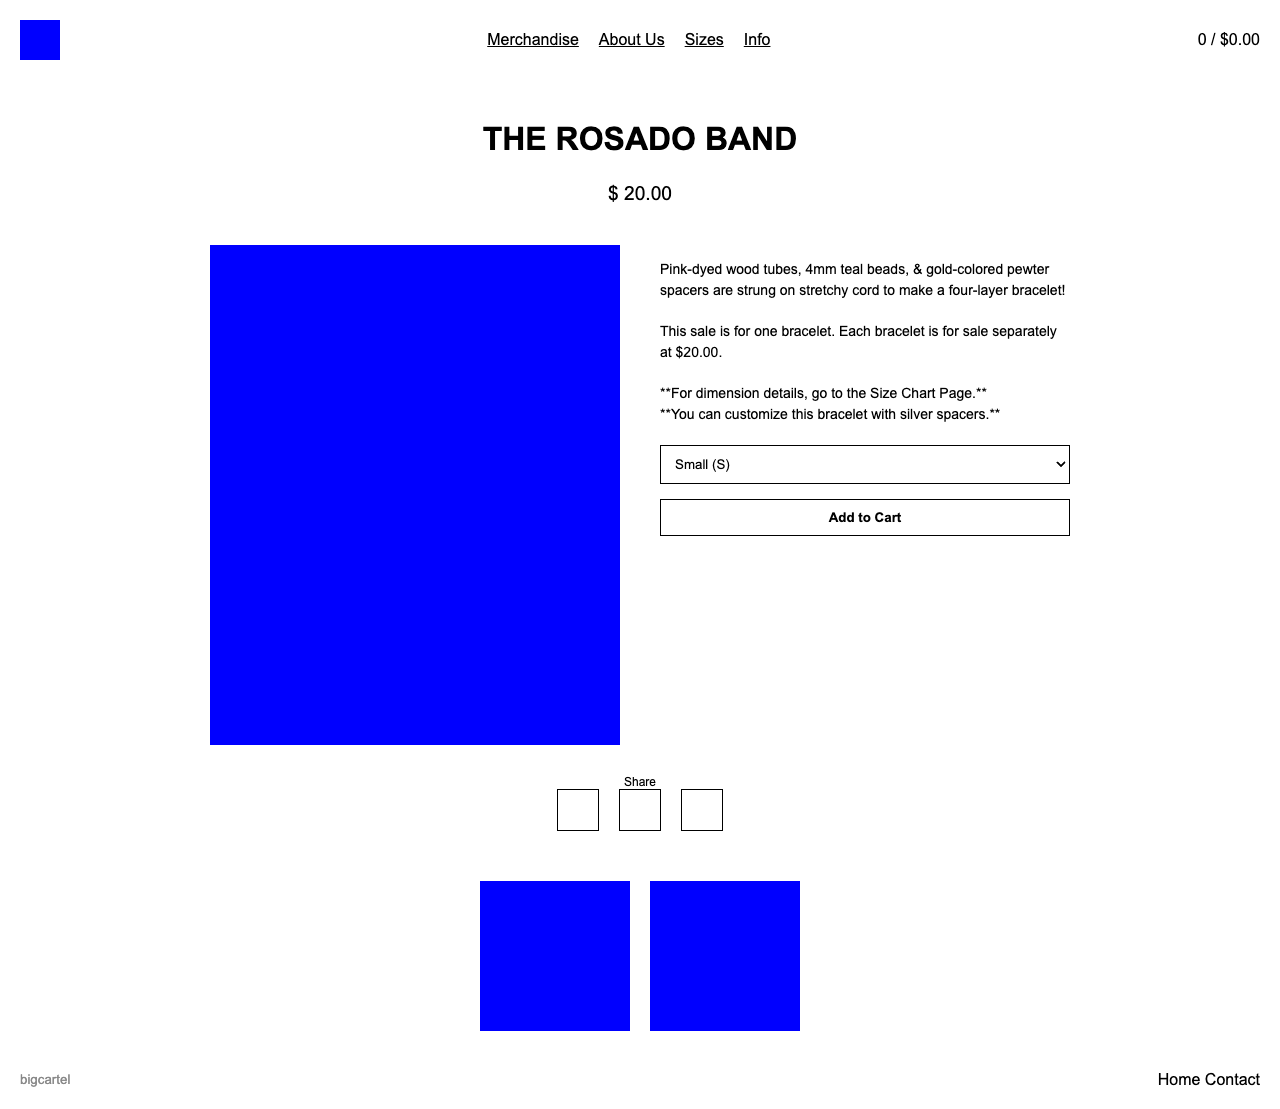 Merchandise About Us Sizes Info 0 / $0.00
THE ROSADO BAND
$ 20.00
Pink-dyed wood tubes, 4mm teal beads, & gold-colored pewter
spacers are strung on stretchy cord to make a four-layer bracelet!
This sale is for one bracelet. Each bracelet is for sale separately
at $20.00.
**For dimension details, go to the Size Chart Page.**
**You can customize this bracelet with silver spacers.**
Small (S)
Add to Cart
Share
bigcartel Home Contact